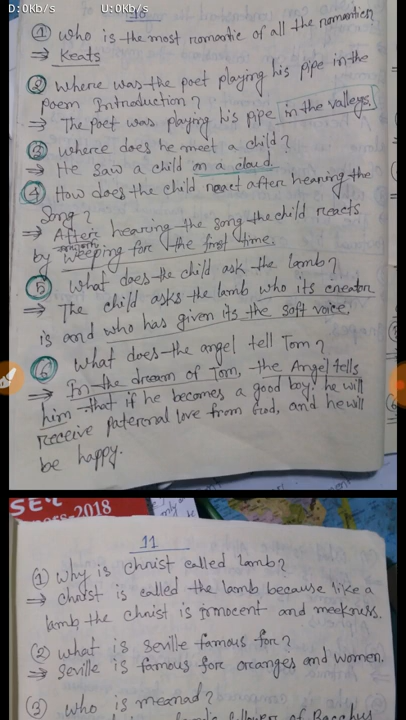 D:0Kb/s U:0Kb/s
10
① Who is the most romantic of all the romantics
⇒ Keats
② Where was the poet playing his pipe in the
poem Introduction?
⇒ The poet was playing his pipe in the valleys.
③ where does he meet a child?
⇒ He saw a child on a cloud.
④ How does the child react after hearing the
song?
⇒ After hearing the song the child reacts
by weeping for the first time.
⑤ What does the child ask the lamb?
⇒ The child asks the lamb who its creator
is and who has given its the soft voice.
⑥ What does the angel tell Tom?
⇒ In the dream of Tom, the Angel tells
him that if he becomes a good boy, he will
receive paternal love from God, and he will
be happy.
-2018
11
① Why is Christ called lamb?
⇒ Christ is called the lamb because like a
lamb the christ is innocent and meekness.
② What is Seville famous for?
⇒ Seville is famous for oranges and women.
③ who is meanad?
followers of Bacchus